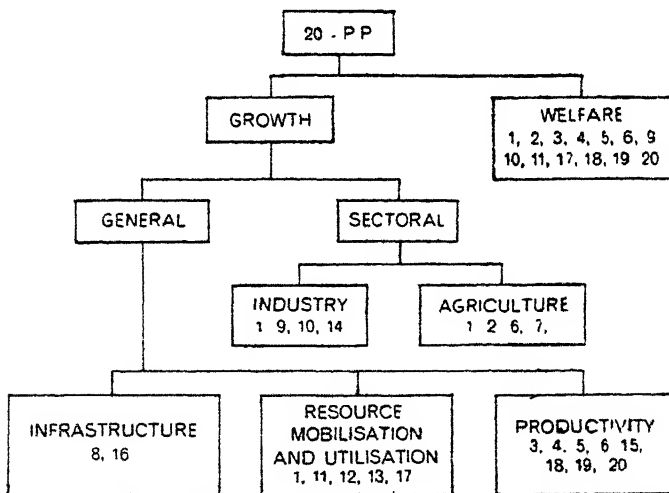 20 - PP
GROWTH
WELFARE
1, 2, 3, 4, 5, 6, 9
10, 11, 17, 18, 19 20
GENERAL
SECTORAL
INDUSTRY
1 9, 10, 14
AGRICULTURE
1 2 6, 7,
INFRASTRUCTURE
8, 16
RESOURCE
MOBILISATION
AND UTILISATION
1, 11, 12, 13, 17
PRODUCTIVITY
3, 4, 5, 6 15,
18, 19, 20